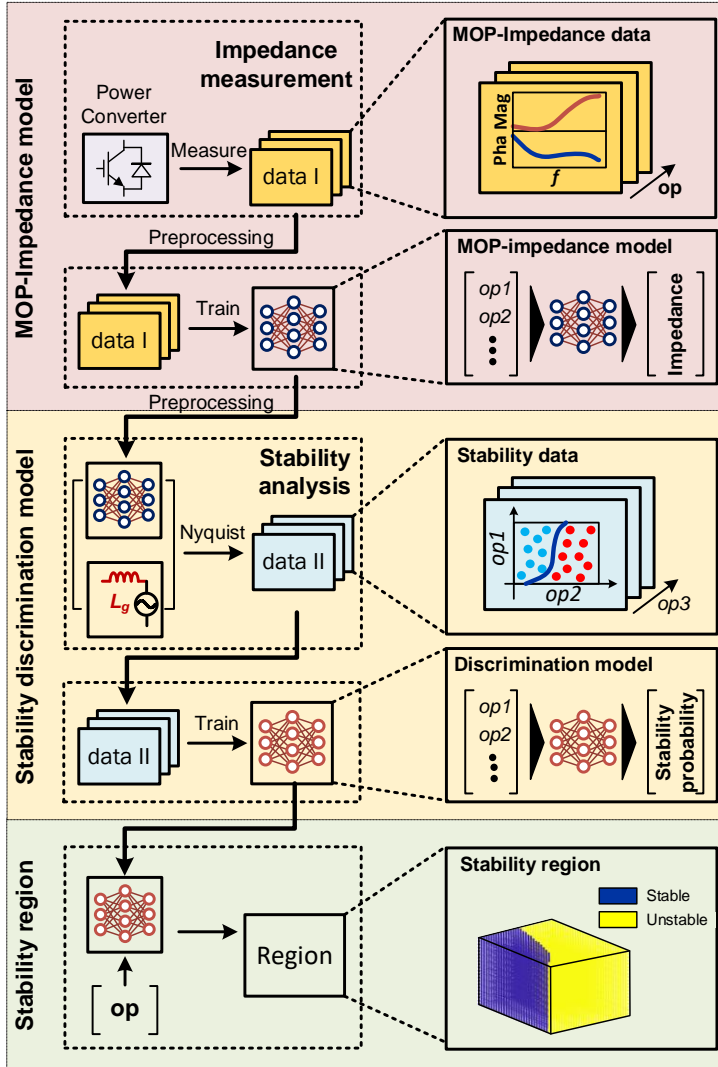 MOP-Impedance model
Impedance
measurement
Power
Converter
Measure
data I
MOP-Impedance data
Pha Mag
f
op
Preprocessing
data I
Train
MOP-impedance model
op1
op2
Impedance
Preprocessing
Stability discrimination model
Stability
analysis
Lg
Nyquist
data II
Stability data
op1
op2
op3
data II
Train
Discrimination model
op1
op2
Stability
probability
Stability region
op
Region
Stability region
Stable
Unstable